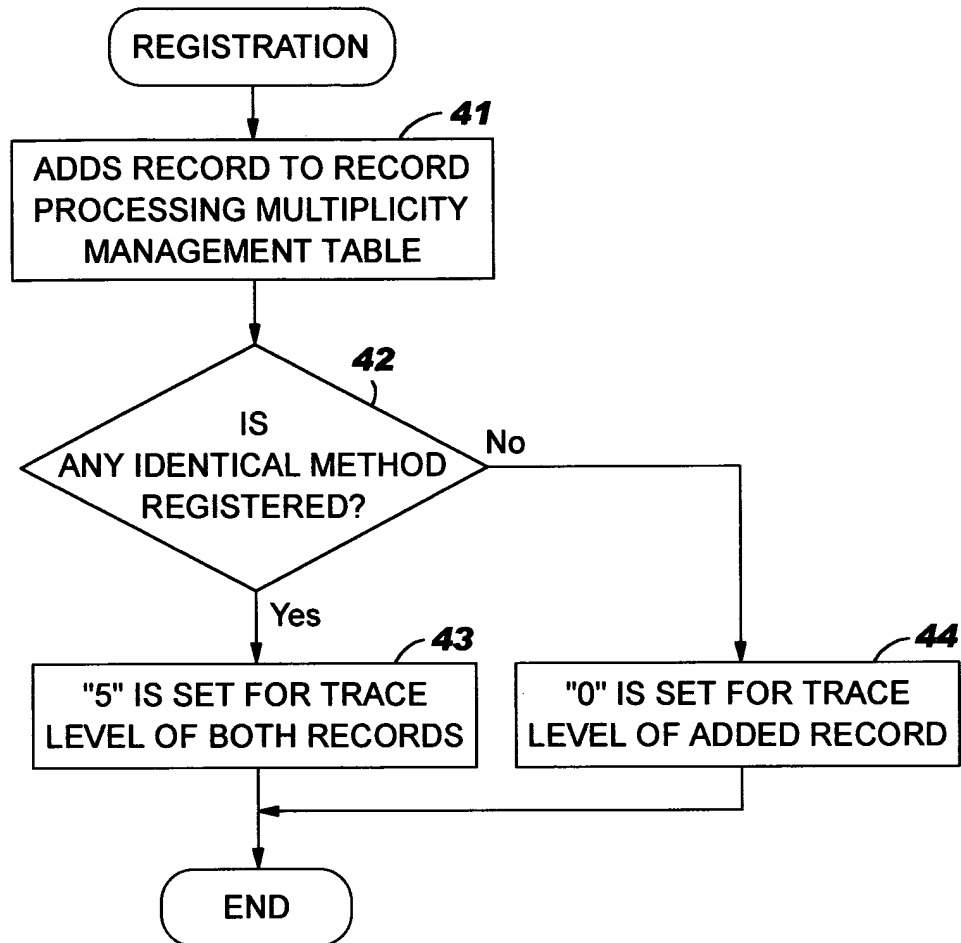 REGISTRATION
41
ADDS RECORD TO RECORD
PROCESSING MULTIPLICITY
MANAGEMENT TABLE
42
IS
ANY IDENTICAL METHOD
REGISTERED?
No
Yes
43
"5" IS SET FOR TRACE
LEVEL OF BOTH RECORDS
44
"0" IS SET FOR TRACE
LEVEL OF ADDED RECORD
END